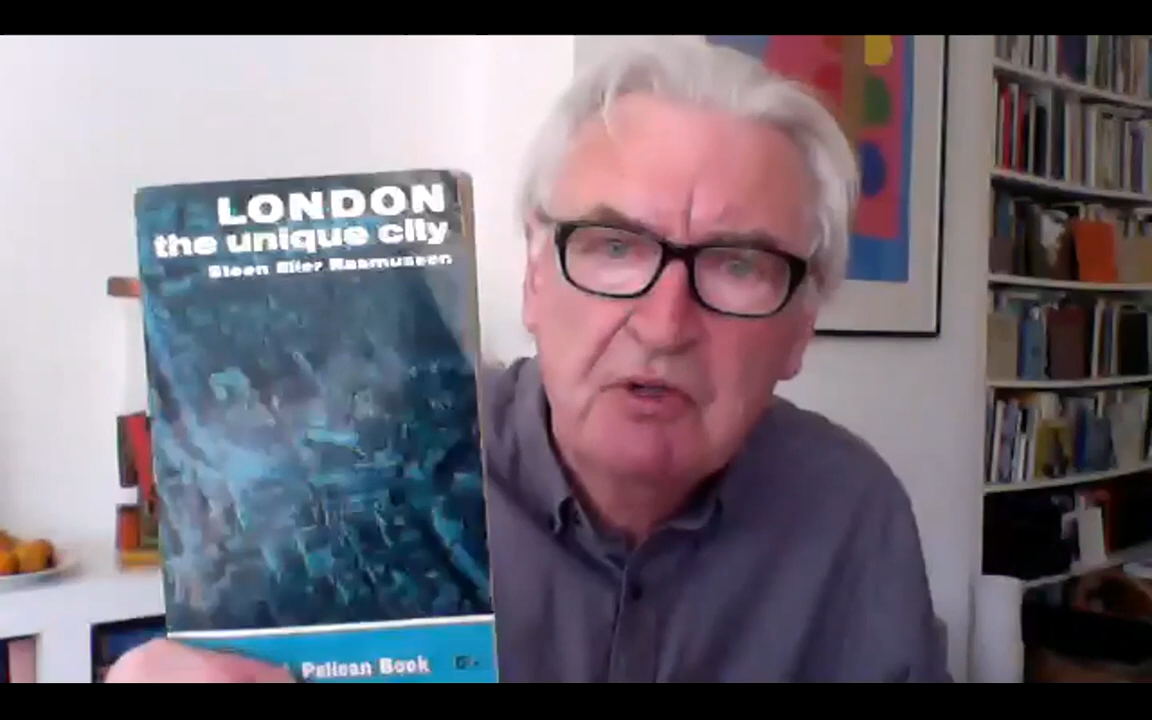 LONDON
the unique city
Steen Eiler Rasmussen
Pelican Book